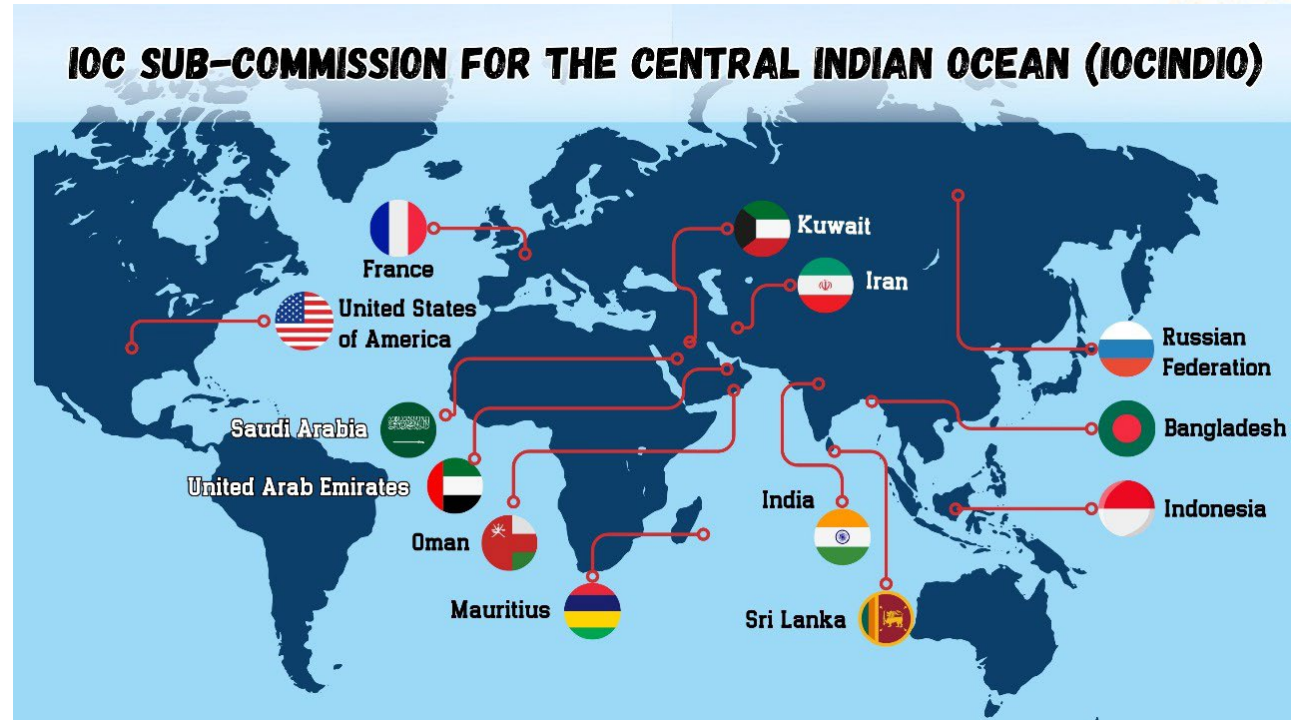 IOC SUB-COMMISSION FOR THE CENTRAL INDIAN OCEAN (IOCINDIO)
France
Kuwait
Iran
United States
of America
Russian
Federation
Saudi Arabia
Bangladesh
United Arab Emirates
India
Indonesia
Oman
Mauritius
Sri Lanka